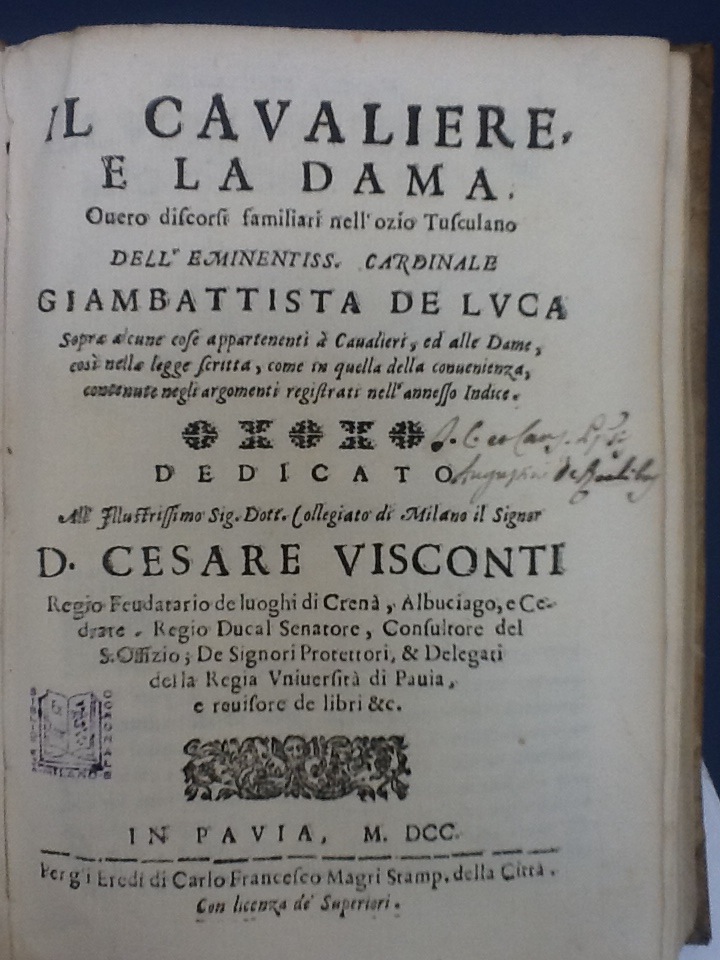 IL CAVALIERE,
E LA DAMA.
Ouero diſcorſi familiari nell' ozio Tuſculano
DELL' EMINENTISS. CARDINALE
GIAMBATTISTA DE LVCA
Sopra alcune coſe appartenenti à Caualieri, ed alle Dame,
così nella legge ſcritta, come in quella della conuenienza,
contenute negli argomenti regiſtrati nell' anneſſo Indice.
DEDICATO
All' Illuſtriſſimo Sig. Dott. Collegiato di Milano il Signor
D. CESARE VISCONTI
Regio Feudatario de luoghi di Crenà, Albuciago, e Ce-
drate. Regio Ducal Senatore, Conſultore del
S. Offizio; De Signori Protettori, & Delegati
della Regia Vniuerſità di Pauia,
e reuiſore de libri &c.
IN PAVIA, M. DCC.
Per gli Eredi di Carlo Franceſco Magri Stamp. della Città.
Con licenza de' Superiori.